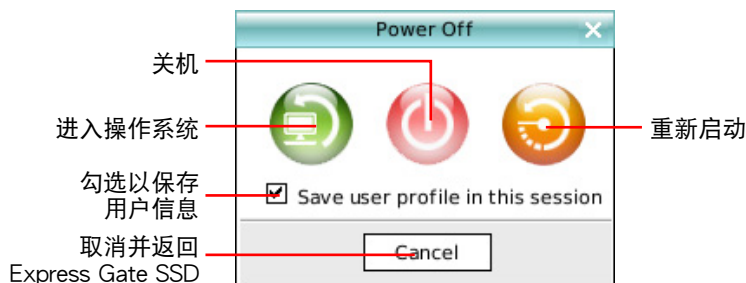 Power Off
关机
进入操作系统
重新启动
勾选以保存
用户信息
Save user profile in this session
取消并返回
Express Gate SSD
Cancel